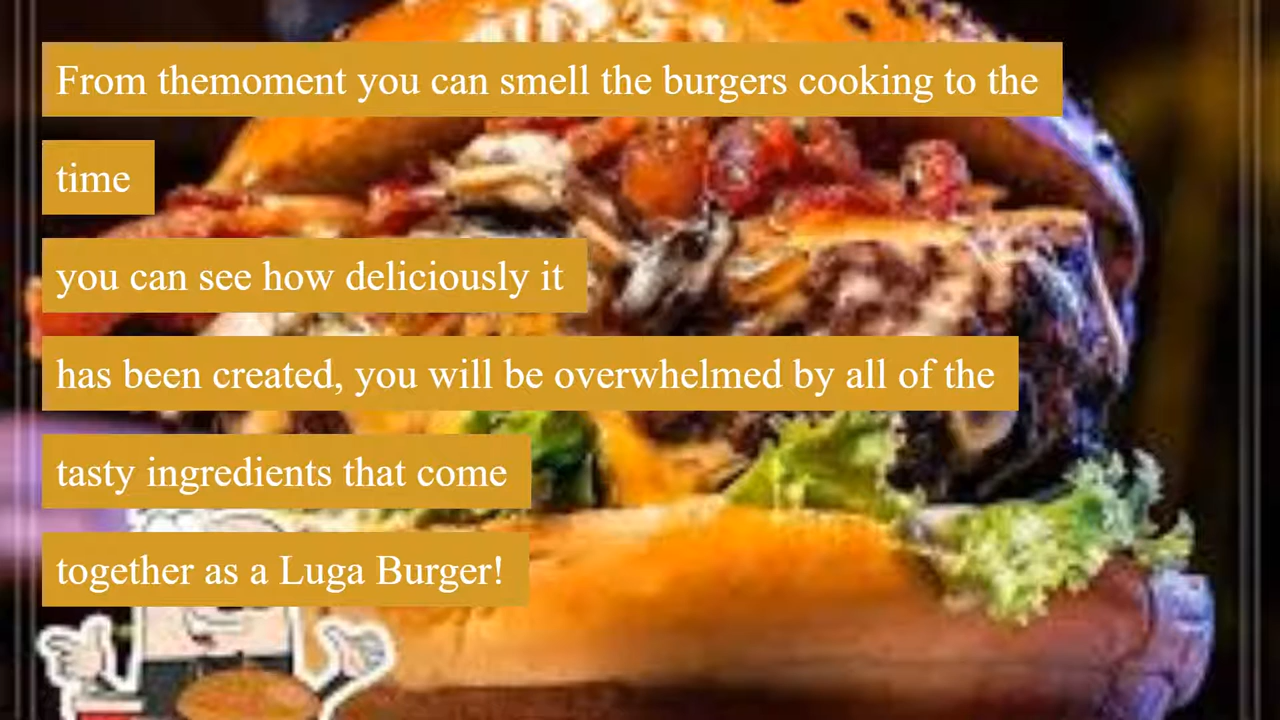 From themoment you can smell the burgers cooking to the
time
you can see how deliciously it
has been created, you will be overwhelmed by all of the
tasty ingredients that come
together as a Luga Burger!